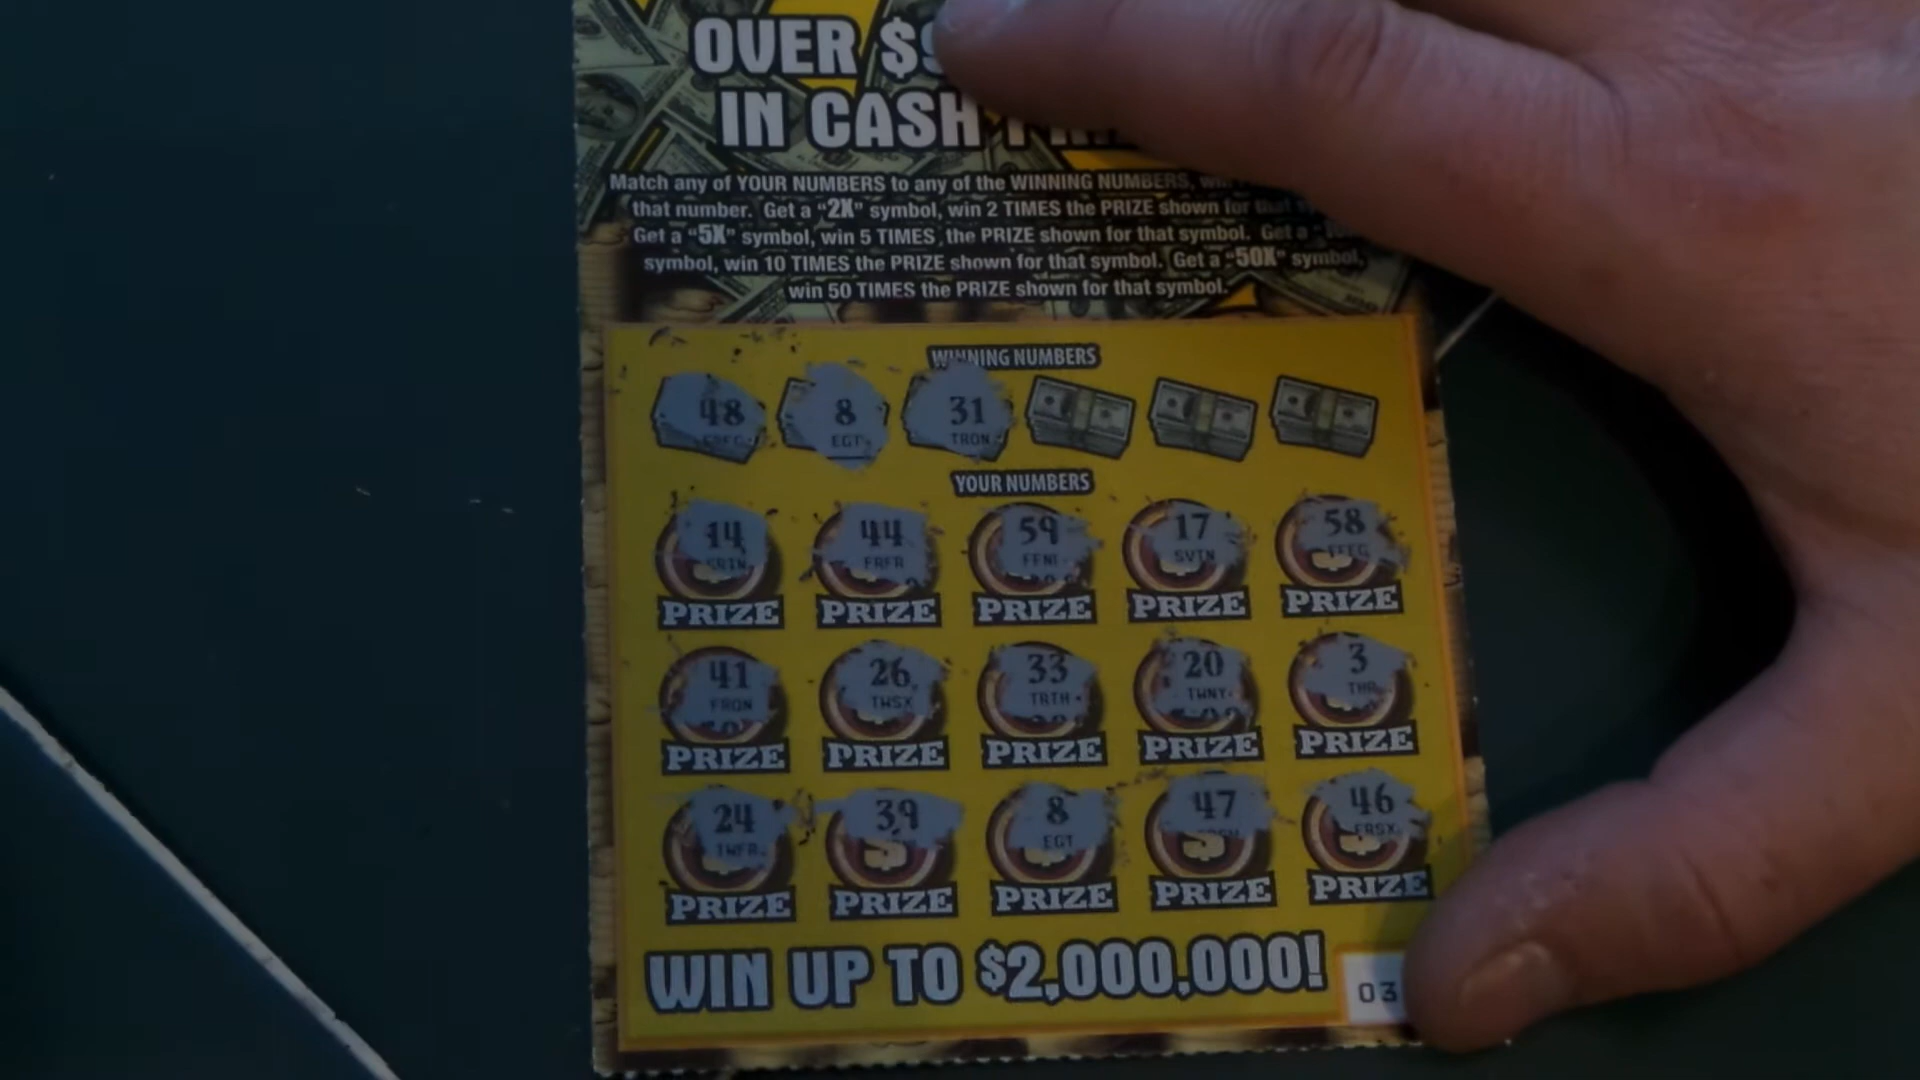 OVER $9
IN CASH
Match any of YOUR NUMBERS to any of the WINNING NUMBERS,
that number. Get a "2X" symbol, win 2 TIMES the PRIZE shown for that
Get a "5X" symbol, win 5 TIMES the PRIZE shown for that symbol. Get a
symbol, win 10 TIMES the PRIZE shown for that symbol. Get a "50X" symbol,
win 50 TIMES the PRIZE shown for that symbol.
WINNING NUMBERS
48 8 31
EGT TRON
YOUR NUMBERS
14 44 59 17 58
FRFR SVTN
PRIZE PRIZE PRIZE PRIZE PRIZE
41 26 33 20 3
FRON TWSX TRTH TWNY THR
PRIZE PRIZE PRIZE PRIZE PRIZE
24 39 8 47 46
TWFR EGT FRSX
PRIZE PRIZE PRIZE PRIZE PRIZE
WIN UP TO $2,000,000!
03